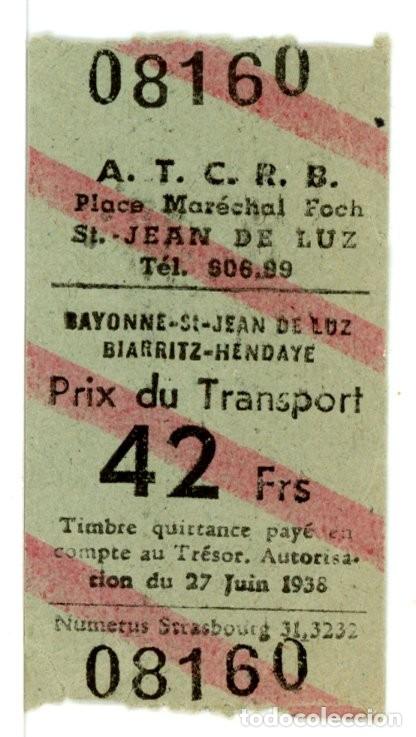 08160
A. T. C. R. B.
Place Maréchal Foch
St.-JEAN DE LUZ
Tél. 606.99
BAYONNE-St-JEAN DE LUZ
BIARRITZ-HENDAYE
Prix du Transport
42 Frs
Timbre quittance payé en
compte au Trésor. Autorisa-
tion du 27 Juin 1938
Numetus Strasbourg 31,3232
08160
todocoleccion